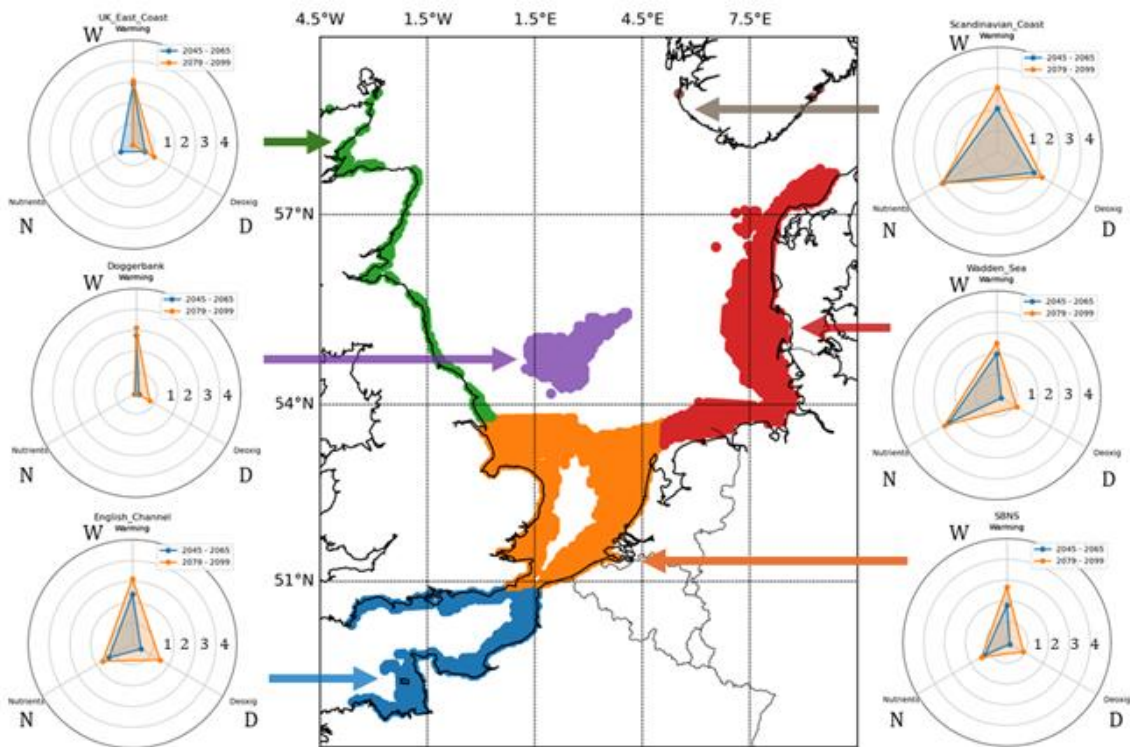 4.5°W 1.5°W 1.5°E 4.5°E 7.5°E
UK_East_Coast
W
Warming
2045 - 2065
2079 - 2099
1 2 3 4
Nutrients
Deoxig
N
D
Doggerbank
W
Warming
2045 - 2065
2079 - 2099
1 2 3 4
Nutrients
Deoxig
N
D
English_Channel
W
Warming
2045 - 2065
2079 - 2099
1 2 3 4
Nutrients
Deoxig
N
D
57°N
54°N
51°N
Scandinavian_Coast
W
Warming
2045 - 2065
2079 - 2099
1 2 3 4
Nutrients
Deoxig
N
D
Wadden_Sea
W
Warming
2045 - 2065
2079 - 2099
1 2 3 4
Nutrients
Deoxig
N
D
SBNS
W
Warming
2045 - 2065
2079 - 2099
1 2 3 4
Nutrients
Deoxig
N
D